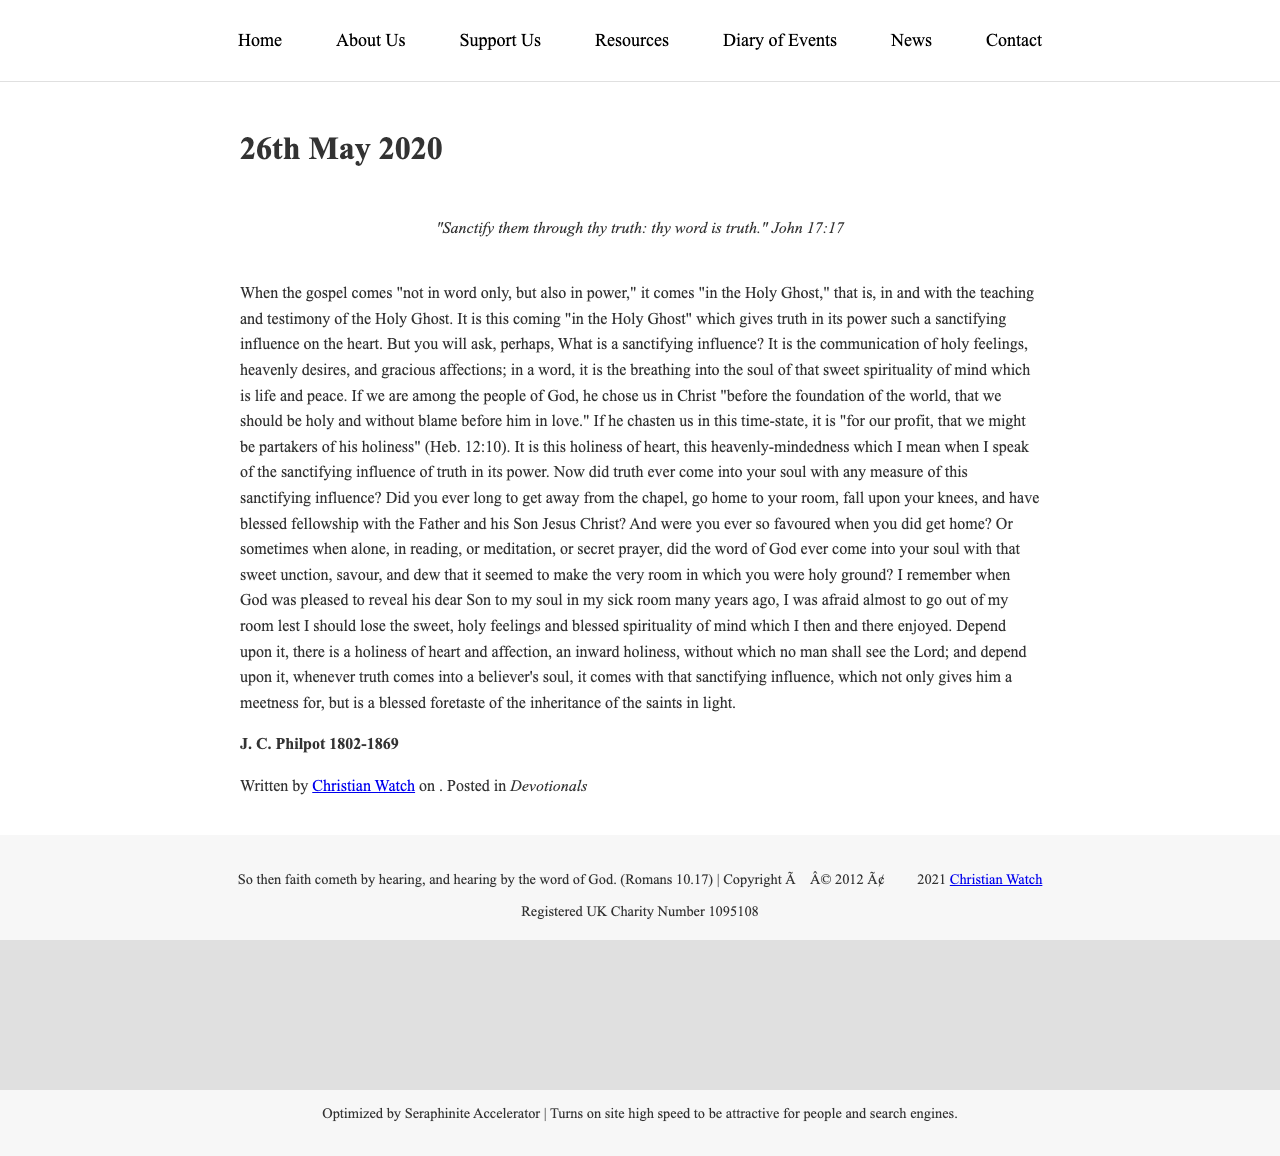 Home About Us Support Us Resources Diary of Events News Contact
26th May 2020
"Sanctify them through thy truth: thy word is truth." John 17:17
When the gospel comes "not in word only, but also in power," it comes "in the Holy Ghost," that is, in and with the teaching
and testimony of the Holy Ghost. It is this coming "in the Holy Ghost" which gives truth in its power such a sanctifying
influence on the heart. But you will ask, perhaps, What is a sanctifying influence? It is the communication of holy feelings,
heavenly desires, and gracious affections; in a word, it is the breathing into the soul of that sweet spirituality of mind which
is life and peace. If we are among the people of God, he chose us in Christ "before the foundation of the world, that we
should be holy and without blame before him in love." If he chasten us in this time-state, it is "for our profit, that we might
be partakers of his holiness" (Heb. 12:10). It is this holiness of heart, this heavenly-mindedness which I mean when I speak
of the sanctifying influence of truth in its power. Now did truth ever come into your soul with any measure of this
sanctifying influence? Did you ever long to get away from the chapel, go home to your room, fall upon your knees, and have
blessed fellowship with the Father and his Son Jesus Christ? And were you ever so favoured when you did get home? Or
sometimes when alone, in reading, or meditation, or secret prayer, did the word of God ever come into your soul with that
sweet unction, savour, and dew that it seemed to make the very room in which you were holy ground? I remember when
God was pleased to reveal his dear Son to my soul in my sick room many years ago, I was afraid almost to go out of my
room lest I should lose the sweet, holy feelings and blessed spirituality of mind which I then and there enjoyed. Depend
upon it, there is a holiness of heart and affection, an inward holiness, without which no man shall see the Lord; and depend
upon it, whenever truth comes into a believer's soul, it comes with that sanctifying influence, which not only gives him a
meetness for, but is a blessed foretaste of the inheritance of the saints in light.
J. C. Philpot 1802-1869
Written by Christian Watch on . Posted in Devotionals
So then faith cometh by hearing, and hearing by the word of God. (Romans 10.17) | Copyright Ã Â© 2012 Ã¢ 2021 Christian Watch
Registered UK Charity Number 1095108
Optimized by Seraphinite Accelerator | Turns on site high speed to be attractive for people and search engines.